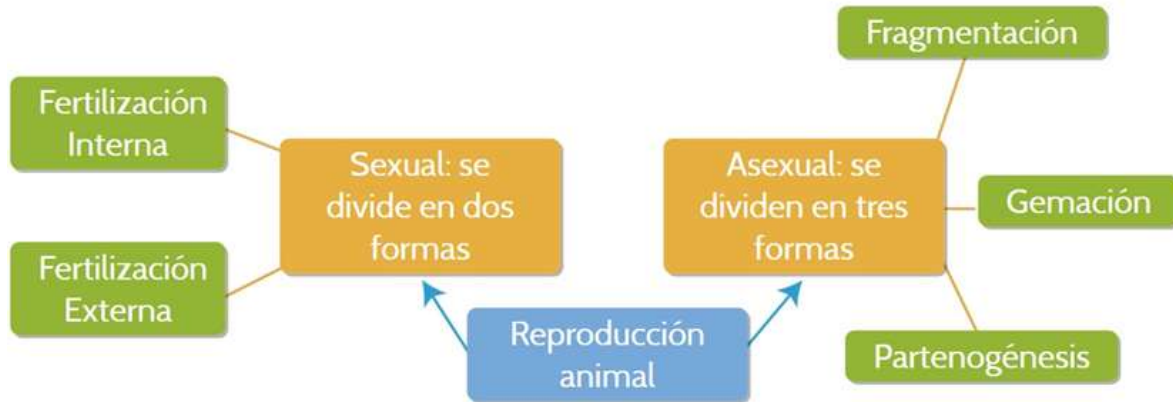 Fragmentación
Fertilización
Interna
Sexual: se
divide en dos
formas
Asexual: se
dividen en tres
formas
Gemación
Fertilización
Externa
Reproducción
animal
Partenogénesis